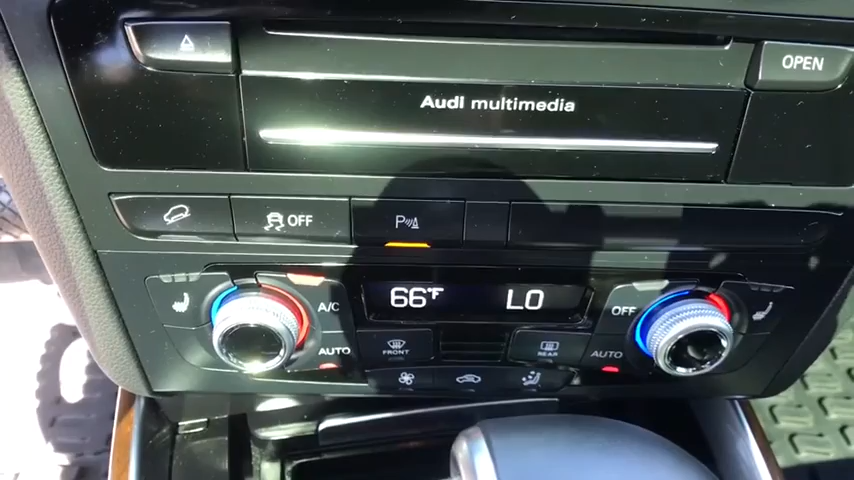 OPEN
Audi multimedia
OFF
P
66°F
LO
A/C
OFF
AUTO
FRONT
REAR
AUTO